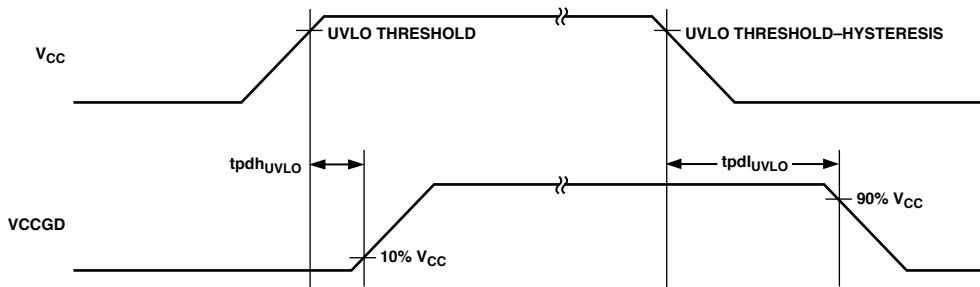 UVLO THRESHOLD
UVLO THRESHOLD–HYSTERESIS
VCC
tpdhUVLO
tpdlUVLO
90% VCC
VCCGD
10% VCC